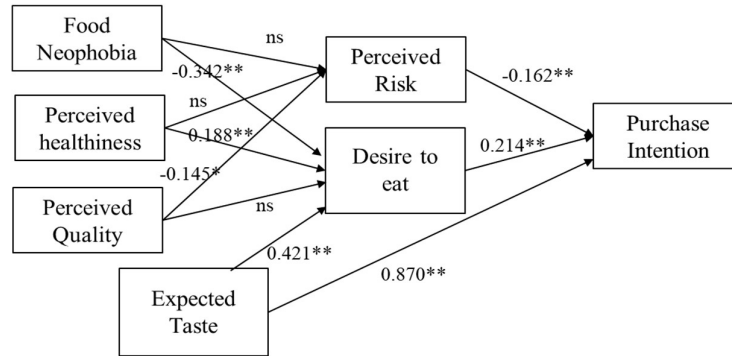 Food
Neophobia
ns
-0.342**
Perceived
Risk
-0.162**
Perceived
healthiness
ns
0.188**
Purchase
Intention
Desire to
eat
0.214**
-0.145*
Perceived
Quality
ns
0.421**
0.870**
Expected
Taste